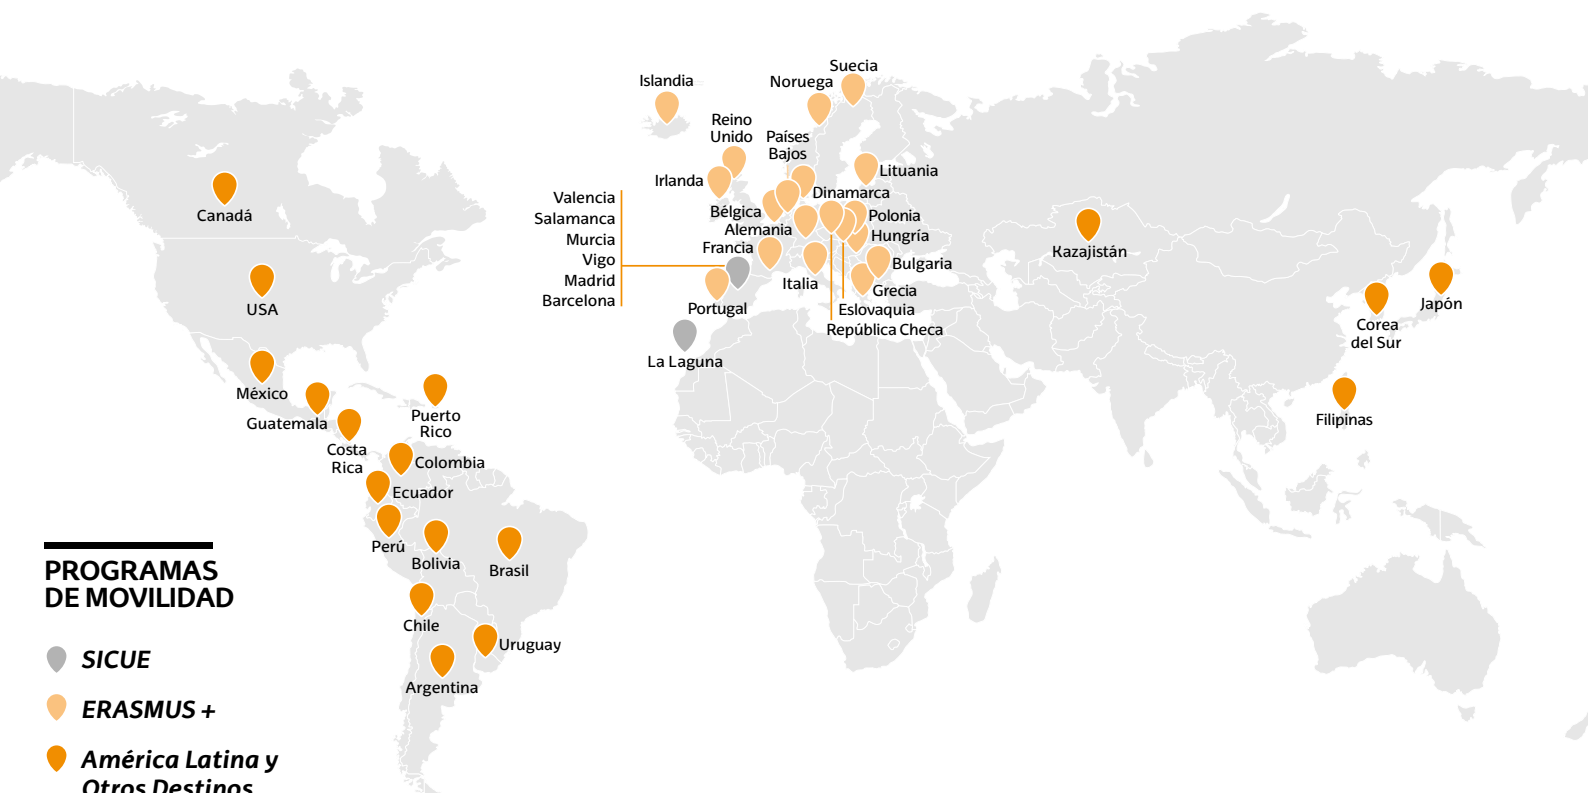 Suecia
Noruega
Islandia
Reino
Unido
Países
Bajos
Irlanda
Lituania
Dinamarca
Bélgica
Polonia
Alemania
Hungría
Francia
Bulgaria
Italia
Grecia
Portugal
Eslovaquia
República Checa
Valencia
Salamanca
Murcia
Vigo
Madrid
Barcelona
La Laguna
Canadá
USA
México
Guatemala
Costa
Rica
Puerto
Rico
Colombia
Ecuador
Perú
Bolivia
Brasil
Chile
Uruguay
Argentina
Kazajistán
Japón
Corea
del Sur
Filipinas
PROGRAMAS
DE MOVILIDAD
SICUE
ERASMUS +
América Latina y
Otros Destinos